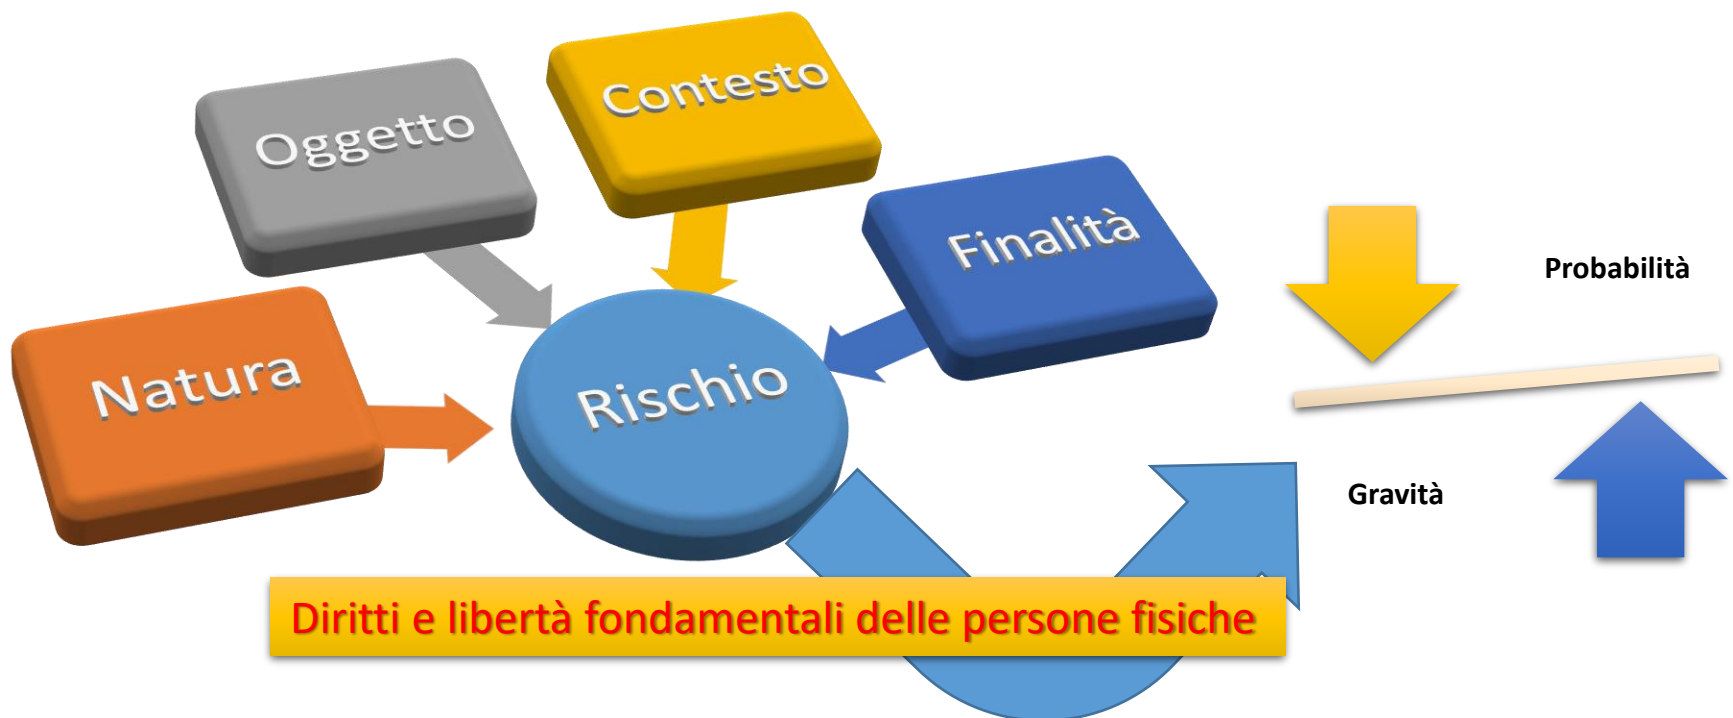 Contesto
Oggetto
Finalità
Natura
Rischio
Probabilità
Gravità
Diritti e libertà fondamentali delle persone fisiche